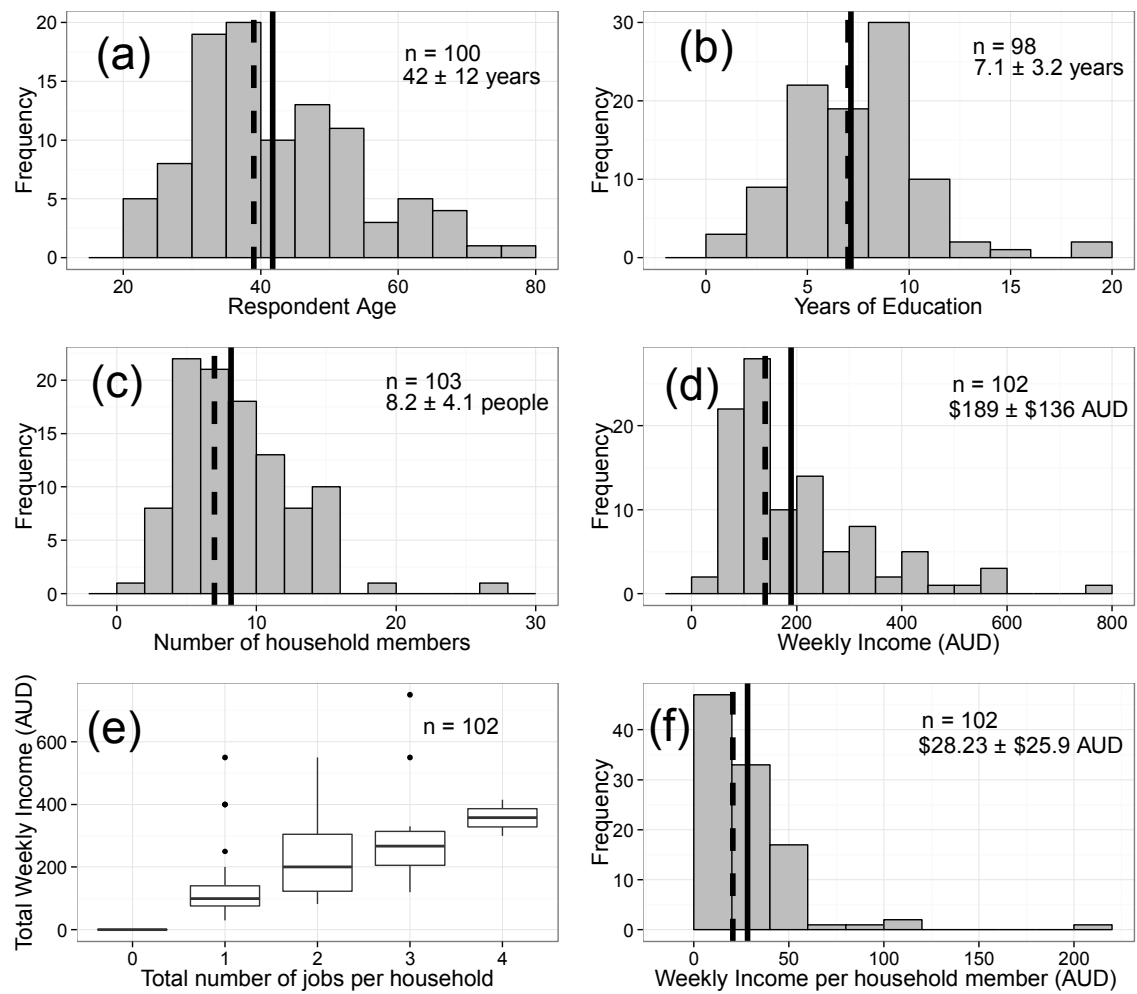 (a)
n = 100
42 ± 12 years
Frequency
20
15
10
5
0
20 40 60 80
Respondent Age
(b)
n = 98
7.1 ± 3.2 years
Frequency
30
20
10
0
0 5 10 15 20
Years of Education
(c)
n = 103
8.2 ± 4.1 people
Frequency
20
15
10
5
0
0 10 20 30
Number of household members
(d)
n = 102
$189 ± $136 AUD
Frequency
20
10
0
0 200 400 600 800
Weekly Income (AUD)
(e)
n = 102
Total Weekly Income (AUD)
600
400
200
0
0 1 2 3 4
Total number of jobs per household
(f)
n = 102
$28.23 ± $25.9 AUD
Frequency
40
30
20
10
0
0 50 100 150 200
Weekly Income per household member (AUD)